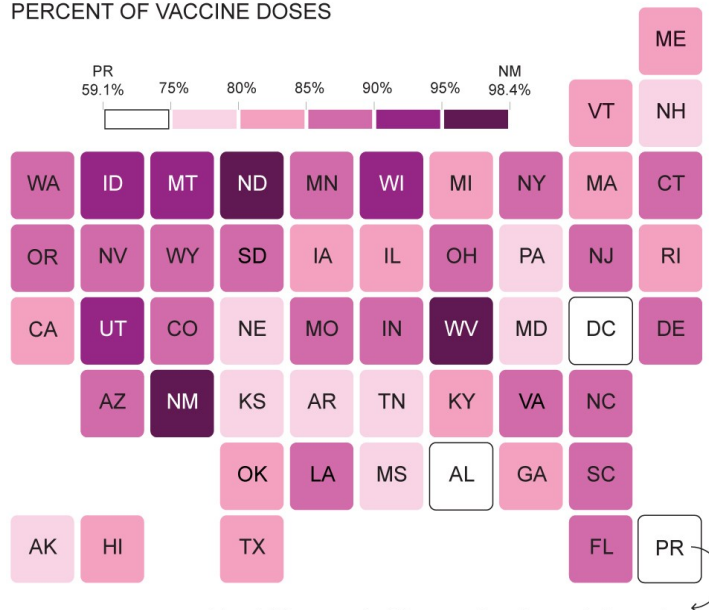 PERCENT OF VACCINE DOSES
ME
PR NM
59.1% 75% 80% 85% 90% 95% 98.4%
VT NH
WA ID MT ND MN WI MI NY MA CT
OR NV WY SD IA IL OH PA NJ RI
CA UT CO NE MO IN WV MD DC DE
AZ NM KS AR TN KY VA NC
OK LA MS AL GA SC
AK HI TX FL PR